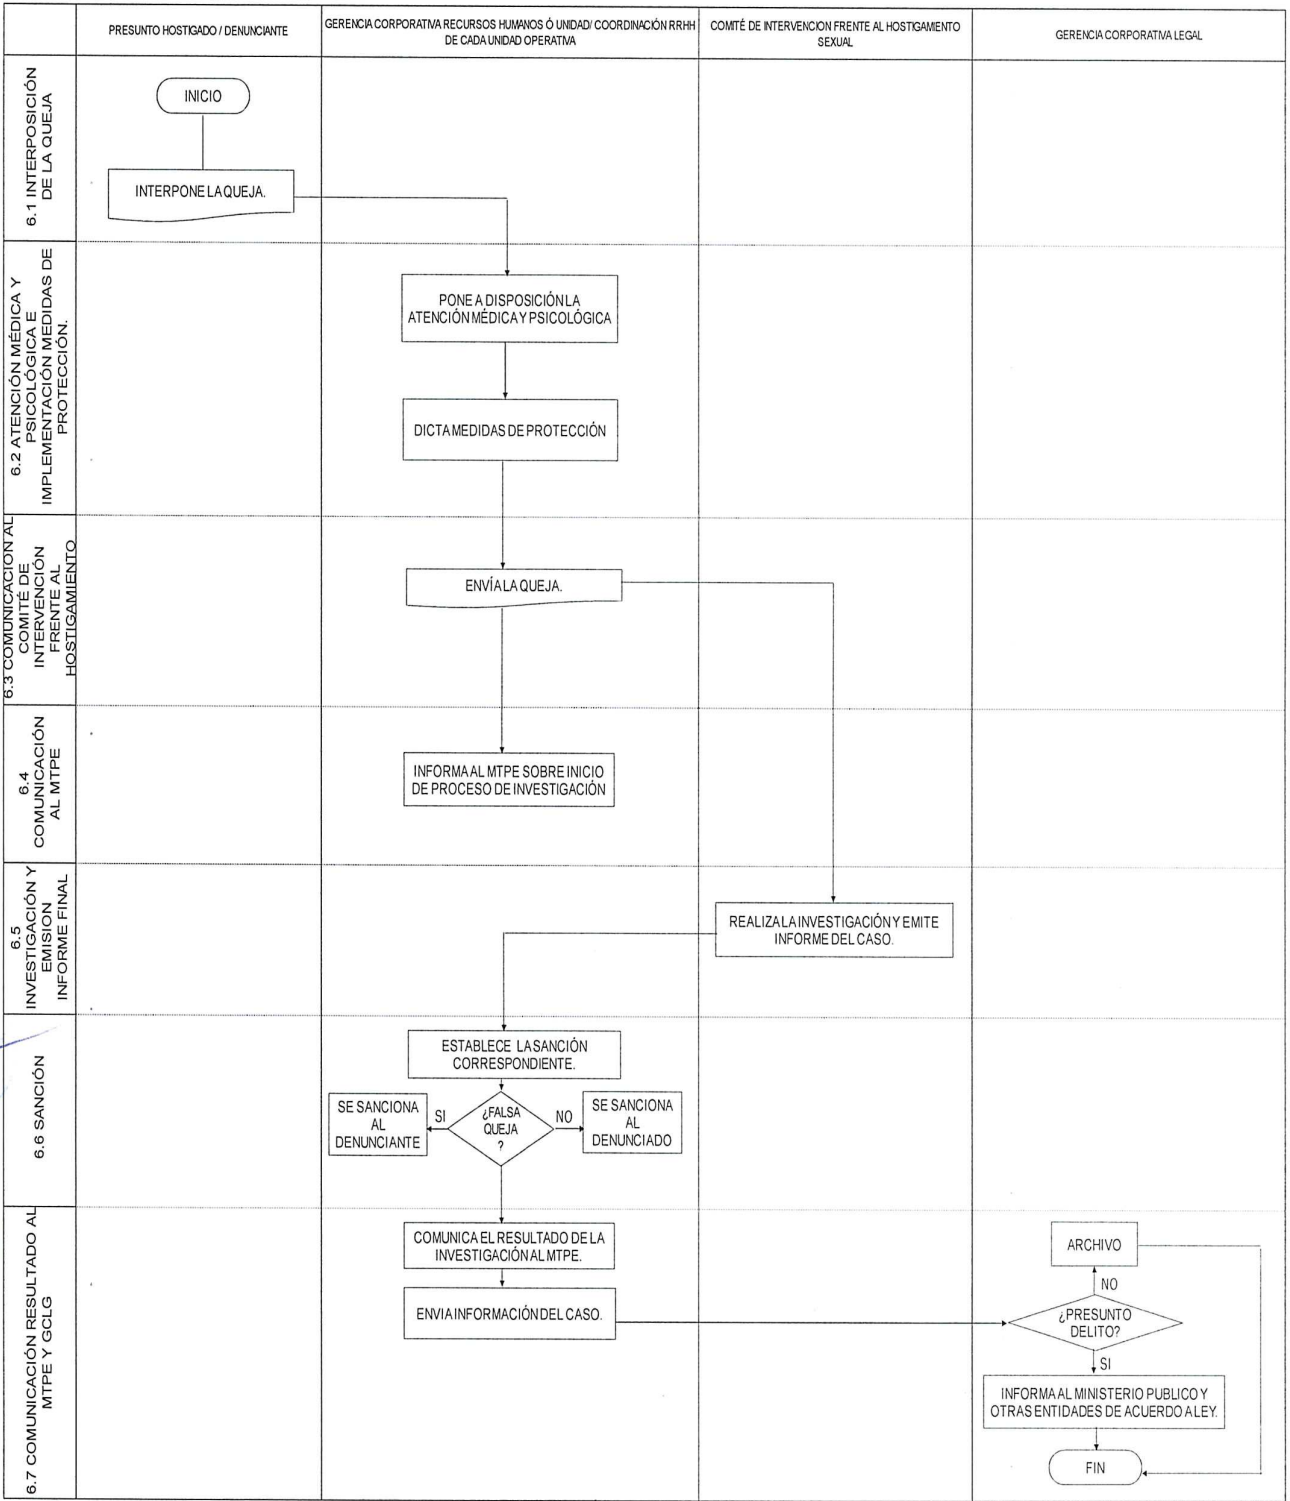 PRESUNTO HOSTIGADO / DENUNCIANTE
GERENCIA CORPORATIVA RECURSOS HUMANOS Ó UNIDAD/ COORDINACIÓN RRHH
DE CADA UNIDAD OPERATIVA
COMITÉ DE INTERVENCION FRENTE AL HOSTIGAMIENTO
SEXUAL
GERENCIA CORPORATIVA LEGAL
6.1 INTERPOSICIÓN
DE LA QUEJA
INICIO
INTERPONE LA QUEJA.
6.2 ATENCIÓN MÉDICA Y
PSICOLÓGICA E
IMPLEMENTACIÓN MEDIDAS DE
PROTECCIÓN.
PONE A DISPOSICIÓN LA
ATENCIÓN MÉDICA Y PSICOLÓGICA
DICTA MEDIDAS DE PROTECCIÓN
6.3 COMUNICACIÓN AL
COMITÉ DE
INTERVENCIÓN
FRENTE AL
HOSTIGAMIENTO
ENVÍA LA QUEJA.
6.4
COMUNICACIÓN
AL MTPE
INFORMA AL MTPE SOBRE INICIO
DE PROCESO DE INVESTIGACIÓN
6.5
INVESTIGACIÓN Y
EMISION
INFORME FINAL
REALIZA LA INVESTIGACIÓN Y EMITE
INFORME DEL CASO.
6.6 SANCIÓN
ESTABLECE LA SANCIÓN
CORRESPONDIENTE.
SE SANCIONA
AL
DENUNCIANTE
SI
¿FALSA
QUEJA
?
NO
SE SANCIONA
AL
DENUNCIADO
6.7 COMUNICACIÓN RESULTADO AL
MTPE Y GCLG
COMUNICA EL RESULTADO DE LA
INVESTIGACIÓN AL MTPE.
ENVIA INFORMACIÓN DEL CASO.
ARCHIVO
NO
¿PRESUNTO
DELITO?
SI
INFORMA AL MINISTERIO PUBLICO Y
OTRAS ENTIDADES DE ACUERDO A LEY.
FIN